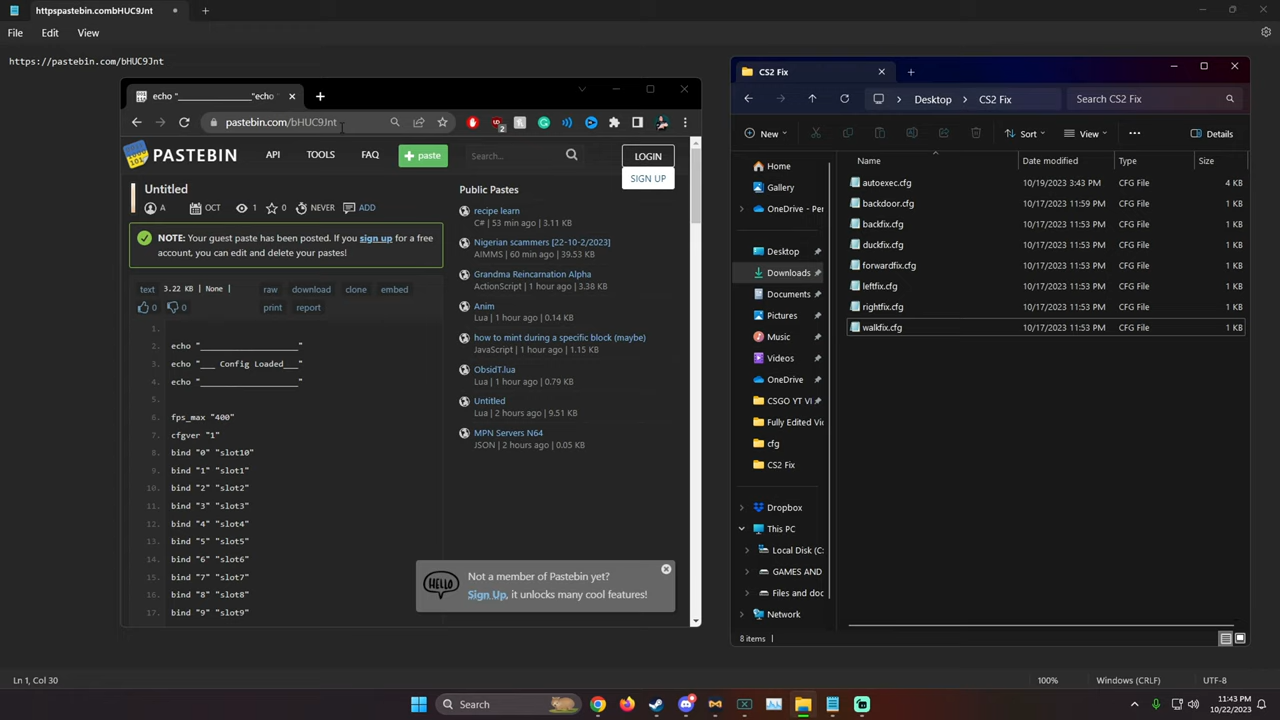 httpspastebin.combHUC9Jnt
File Edit View
https://pastebin.com/bHUC9Jnt
echo "_____________"echo "
pastebin.com/bHUC9Jnt
2
PASTEBIN API TOOLS FAQ + paste Search... LOGIN
SIGN UP
Untitled
A OCT 1 0 NEVER ADD
NOTE: Your guest paste has been posted. If you sign up for a free
account, you can edit and delete your pastes!
text 3.22 KB | None | raw download clone embed
0 0 print report
1.
2. echo "______________________"
3. echo "___ Config Loaded___"
4. echo "______________________"
5.
6. fps_max "400"
7. cfgver "1"
8. bind "0" "slot10"
9. bind "1" "slot1"
10. bind "2" "slot2"
11. bind "3" "slot3"
12. bind "4" "slot4"
13. bind "5" "slot5"
14. bind "6" "slot6"
15. bind "7" "slot7"
16. bind "8" "slot8"
17. bind "9" "slot9"
Public Pastes
recipe learn
C# | 53 min ago | 3.11 KB
Nigerian scammers [22-10-2/2023]
AIMMS | 60 min ago | 39.53 KB
Grandma Reincarnation Alpha
ActionScript | 1 hour ago | 3.38 KB
Anim
Lua | 1 hour ago | 0.14 KB
how to mint during a specific block (maybe)
JavaScript | 1 hour ago | 1.15 KB
ObsidT.lua
Lua | 1 hour ago | 0.79 KB
Untitled
Lua | 2 hours ago | 9.51 KB
MPN Servers N64
JSON | 2 hours ago | 0.05 KB
HELLO
Not a member of Pastebin yet?
Sign Up, it unlocks many cool features!
CS2 Fix
Desktop > CS2 Fix Search CS2 Fix
New Sort View Details
Home
Gallery
OneDrive - Per
Desktop
Downloads
Documents
Pictures
Music
Videos
OneDrive
CSGO YT VI
Fully Edited Vi
cfg
CS2 Fix
Dropbox
This PC
Local Disk (C:
GAMES AND
Files and doc
Network
Name Date modified Type Size
autoexec.cfg 10/19/2023 3:43 PM CFG File 4 KB
backdoor.cfg 10/17/2023 11:59 PM CFG File 1 KB
backfix.cfg 10/17/2023 11:53 PM CFG File 1 KB
duckfix.cfg 10/17/2023 11:53 PM CFG File 1 KB
forwardfix.cfg 10/17/2023 11:53 PM CFG File 1 KB
leftfix.cfg 10/17/2023 11:53 PM CFG File 1 KB
rightfix.cfg 10/17/2023 11:53 PM CFG File 1 KB
walkfix.cfg 10/17/2023 11:53 PM CFG File 1 KB
8 items
Ln 1, Col 30 100% Windows (CRLF) UTF-8
Search
11:43 PM
10/22/2023